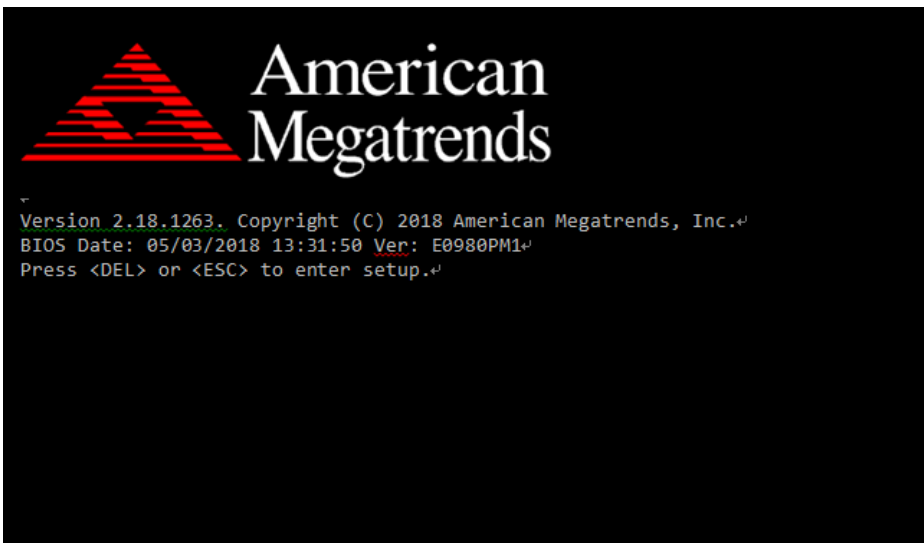 American
Megatrends
Version 2.18.1263. Copyright (C) 2018 American Megatrends, Inc.
BIOS Date: 05/03/2018 13:31:50 Ver: E0980PM1
Press <DEL> or <ESC> to enter setup.